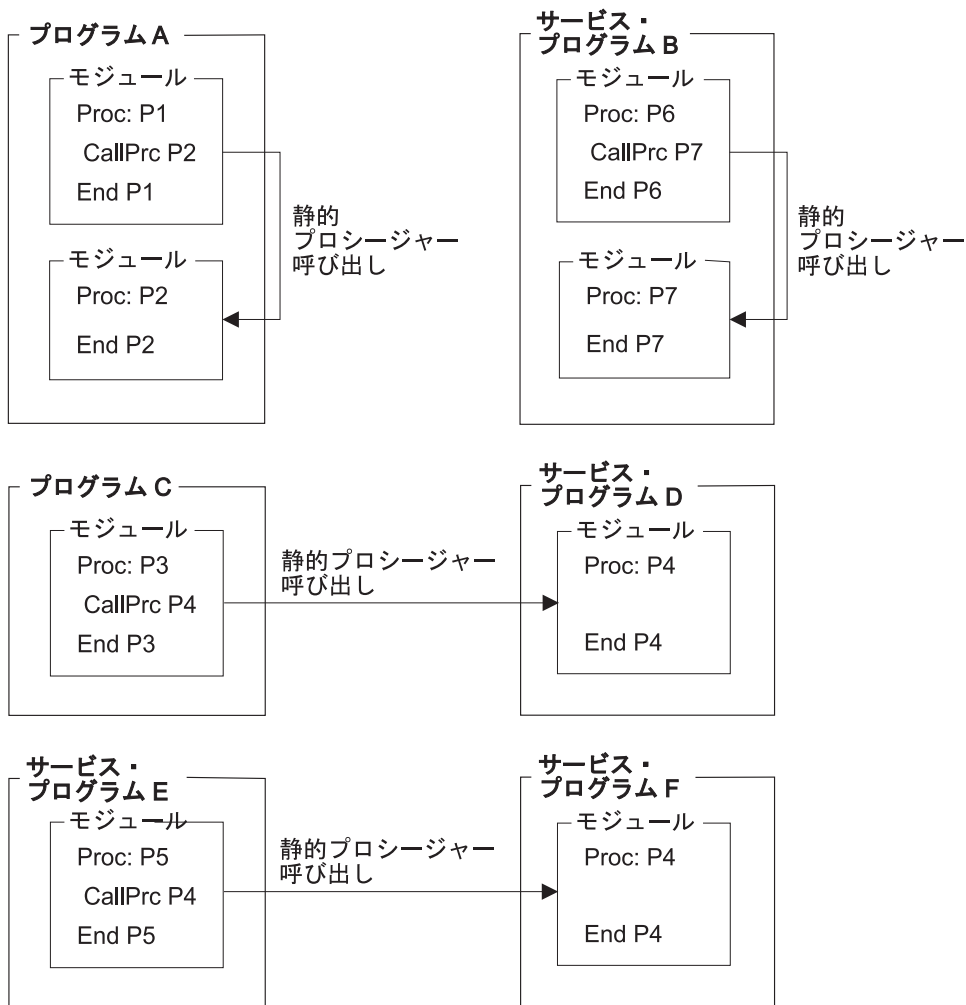 プログラム A
モジュール
Proc: P1
CallPrc P2
End P1
モジュール
Proc: P2
End P2
静的
プロシージャー
呼び出し
サービス・
プログラム B
モジュール
Proc: P6
CallPrc P7
End P6
モジュール
Proc: P7
End P7
静的
プロシージャー
呼び出し
プログラム C
モジュール
Proc: P3
CallPrc P4
End P3
静的プロシージャー
呼び出し
サービス・
プログラム D
モジュール
Proc: P4
End P4
サービス・
プログラム E
モジュール
Proc: P5
CallPrc P4
End P5
静的プロシージャー
呼び出し
サービス・
プログラム F
モジュール
Proc: P4
End P4